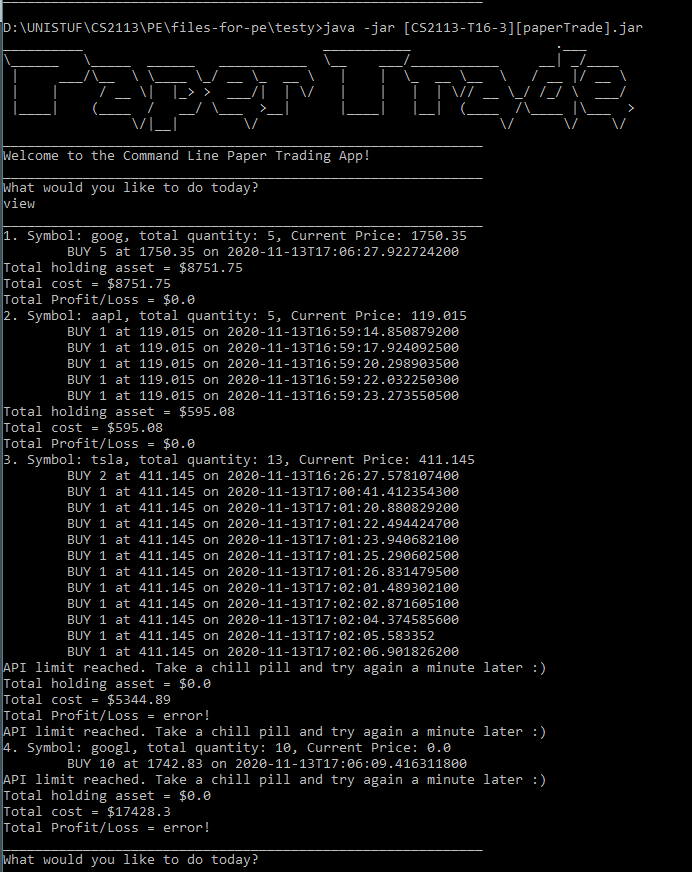 D:\UNISTUF\CS2113\PE\files-for-pe\testy>java -jar [CS2113-T16-3][paperTrade].jar
Paper Trade
Welcome to the Command Line Paper Trading App!
What would you like to do today?
view
1. Symbol: goog, total quantity: 5, Current Price: 1750.35
BUY 5 at 1750.35 on 2020-11-13T17:06:27.922724200
Total holding asset = $8751.75
Total cost = $8751.75
Total Profit/Loss = $0.0
2. Symbol: aapl, total quantity: 5, Current Price: 119.015
BUY 1 at 119.015 on 2020-11-13T16:59:14.850879200
BUY 1 at 119.015 on 2020-11-13T16:59:17.924092500
BUY 1 at 119.015 on 2020-11-13T16:59:20.298903500
BUY 1 at 119.015 on 2020-11-13T16:59:22.032250300
BUY 1 at 119.015 on 2020-11-13T16:59:23.273550500
Total holding asset = $595.08
Total cost = $595.08
Total Profit/Loss = $0.0
3. Symbol: tsla, total quantity: 13, Current Price: 411.145
BUY 2 at 411.145 on 2020-11-13T16:26:27.578107400
BUY 1 at 411.145 on 2020-11-13T17:00:41.412354300
BUY 1 at 411.145 on 2020-11-13T17:01:20.880829200
BUY 1 at 411.145 on 2020-11-13T17:01:22.494424700
BUY 1 at 411.145 on 2020-11-13T17:01:23.940682100
BUY 1 at 411.145 on 2020-11-13T17:01:25.290602500
BUY 1 at 411.145 on 2020-11-13T17:01:26.831479500
BUY 1 at 411.145 on 2020-11-13T17:02:01.489302100
BUY 1 at 411.145 on 2020-11-13T17:02:02.871605100
BUY 1 at 411.145 on 2020-11-13T17:02:04.374585600
BUY 1 at 411.145 on 2020-11-13T17:02:05.583352
BUY 1 at 411.145 on 2020-11-13T17:02:06.901826200
API limit reached. Take a chill pill and try again a minute later :)
Total holding asset = $0.0
Total cost = $5344.89
Total Profit/Loss = error!
API limit reached. Take a chill pill and try again a minute later :)
4. Symbol: googl, total quantity: 10, Current Price: 0.0
BUY 10 at 1742.83 on 2020-11-13T17:06:09.416311800
API limit reached. Take a chill pill and try again a minute later :)
Total holding asset = $0.0
Total cost = $17428.3
Total Profit/Loss = error!
What would you like to do today?